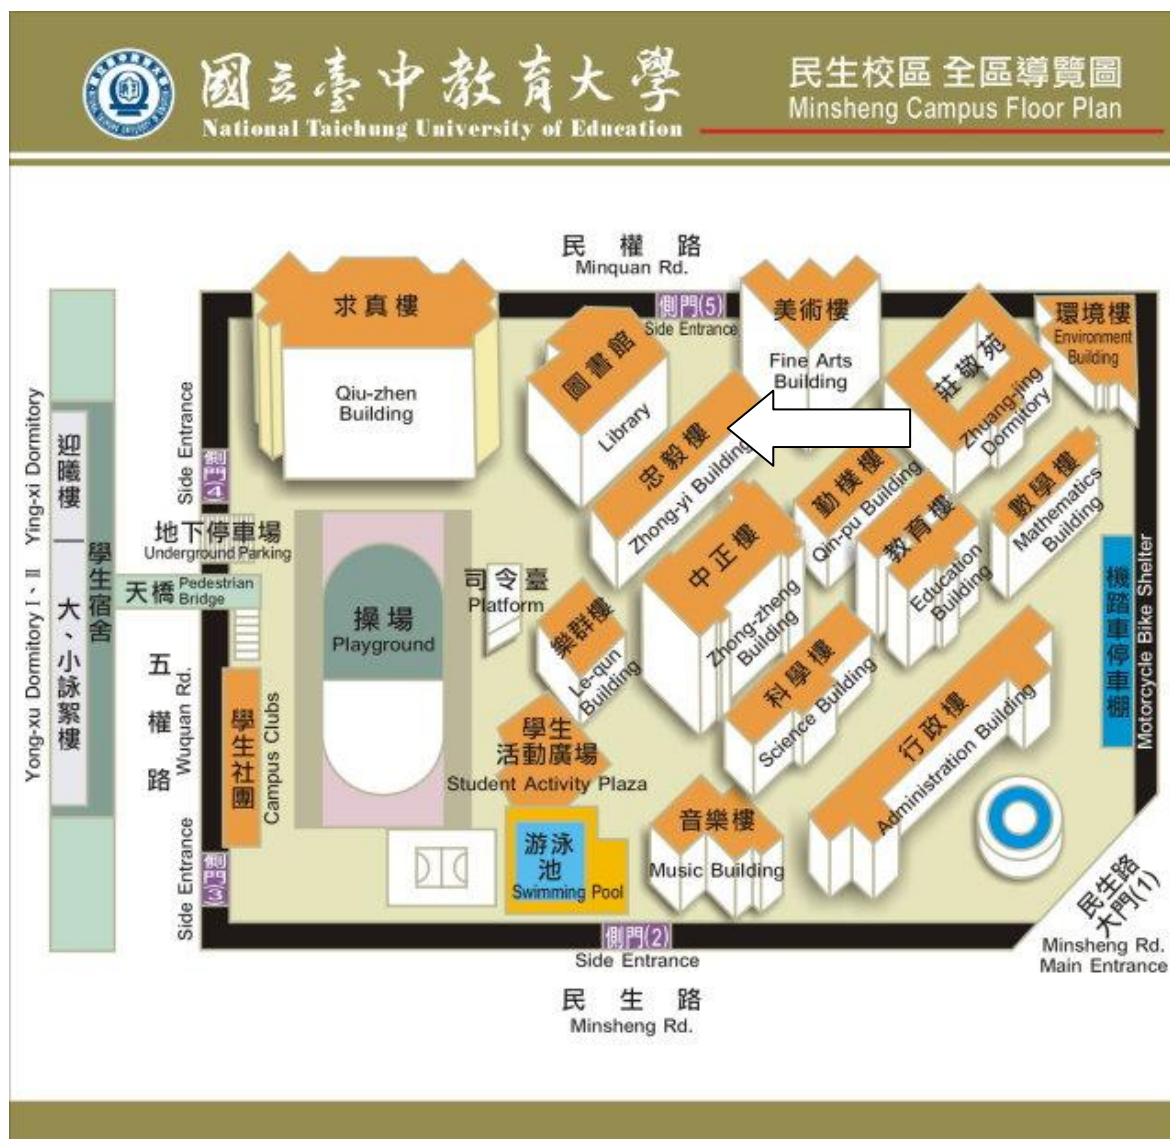 國立臺中教育大學
National Taichung University of Education
民生校區 全區導覽圖
Minsheng Campus Floor Plan
民權路
Minquan Rd.
側門(5)
Side Entrance
求真樓
Qiu-zhen
Building
圖書館
Library
美術樓
Fine Arts
Building
莊敬苑
Zhuang-jing
Dormitory
環境樓
Environment
Building
忠毅樓
Zhong-yi Building
勤樸樓
Qin-pu Building
教育樓
Education
Building
數學樓
Mathematics
Building
中正樓
Zhong-zheng
Building
Side Entrance
側門(4)
地下停車場
Underground Parking
天橋
Pedestrian
Bridge
迎曦樓
Ying-xi Dormitory
學生宿舍
大、小詠絮樓
Yong-xu Dormitory I、II
五權路
Wuquan Rd.
操場
Playground
司令臺
Platform
樂群樓
Le-qun
Building
科學樓
Science Building
行政樓
Administration Building
機踏車停車棚
Motorcycle Bike Shelter
學生社團
Campus Clubs
學生
活動廣場
Student Activity Plaza
游泳
池
Swimming Pool
音樂樓
Music Building
Side Entrance
側門(3)
側門(2)
Side Entrance
民生路
大門(1)
Minsheng Rd.
Main Entrance
民生路
Minsheng Rd.